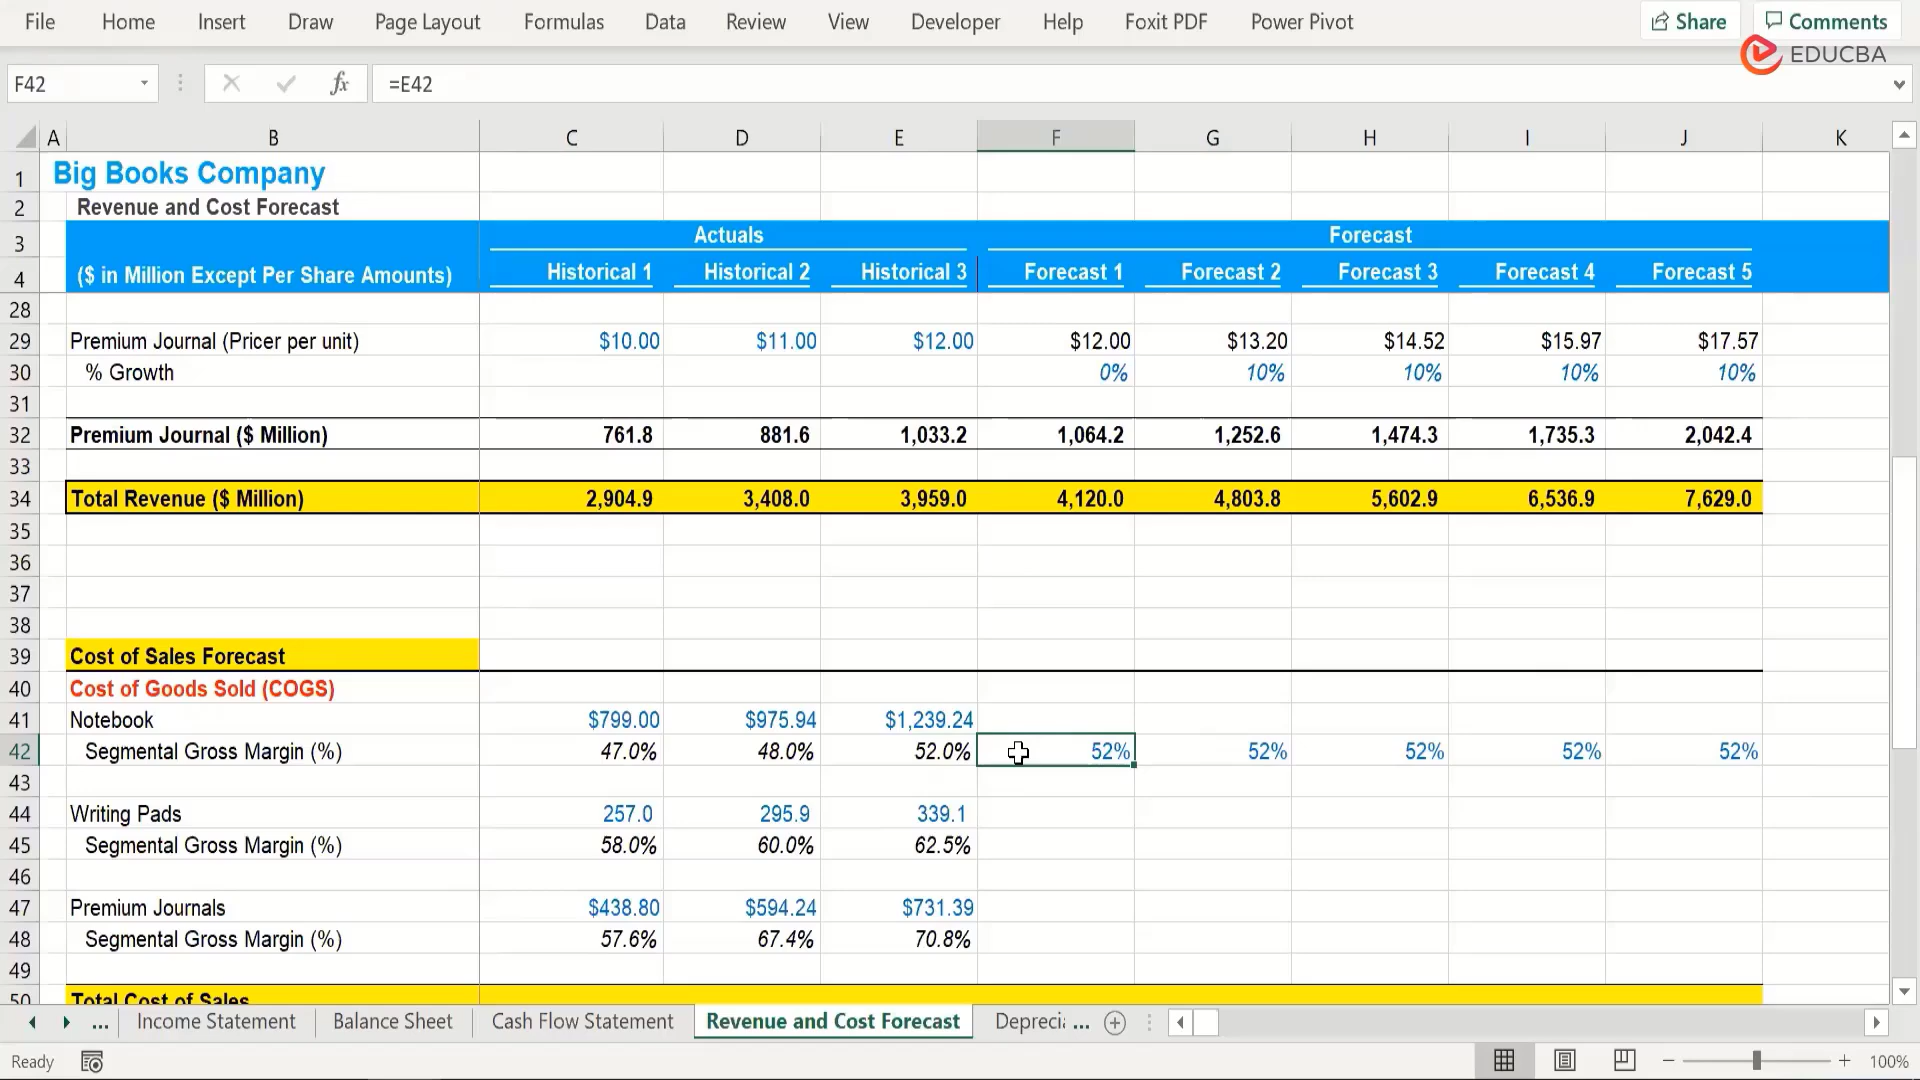 File Home Insert Draw Page Layout Formulas Data Review View Developer Help Foxit PDF Power Pivot Share Comments
EDUCBA
F42 fx =E42
A B C D E F G H I J K
1 Big Books Company
2 Revenue and Cost Forecast
3 Actuals Forecast
4 ($ in Million Except Per Share Amounts) Historical 1 Historical 2 Historical 3 Forecast 1 Forecast 2 Forecast 3 Forecast 4 Forecast 5
28
29 Premium Journal (Pricer per unit) $10.00 $11.00 $12.00 $12.00 $13.20 $14.52 $15.97 $17.57
30 % Growth 0% 10% 10% 10% 10%
31
32 Premium Journal ($ Million) 761.8 881.6 1,033.2 1,064.2 1,252.6 1,474.3 1,735.3 2,042.4
33
34 Total Revenue ($ Million) 2,904.9 3,408.0 3,959.0 4,120.0 4,803.8 5,602.9 6,536.9 7,629.0
35
36
37
38
39 Cost of Sales Forecast
40 Cost of Goods Sold (COGS)
41 Notebook $799.00 $975.94 $1,239.24
42 Segmental Gross Margin (%) 47.0% 48.0% 52.0% 52% 52% 52% 52% 52%
43
44 Writing Pads 257.0 295.9 339.1
45 Segmental Gross Margin (%) 58.0% 60.0% 62.5%
46
47 Premium Journals $438.80 $594.24 $731.39
48 Segmental Gross Margin (%) 57.6% 67.4% 70.8%
49
50 Total Cost of Sales
... Income Statement Balance Sheet Cash Flow Statement Revenue and Cost Forecast Depreci ...
Ready 100%